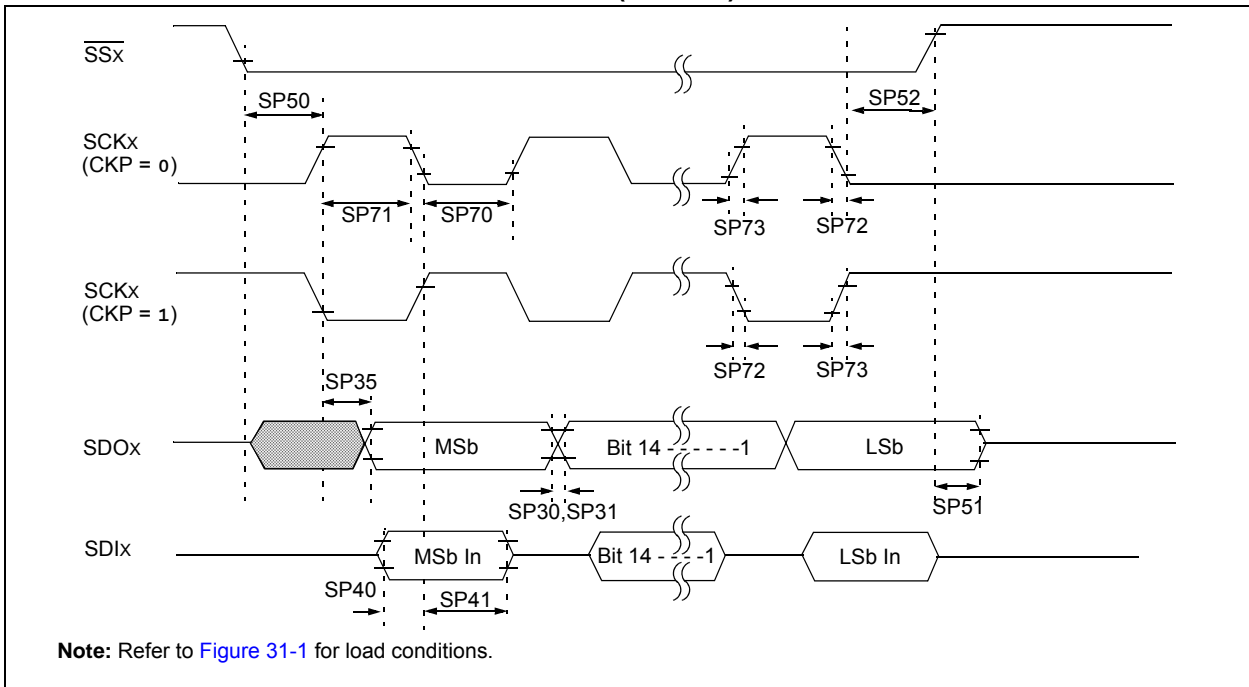 SSX
SP50
SP52
SCKX
(CKP = 0)
SP71
SP70
SP73
SP72
SCKX
(CKP = 1)
SP72
SP73
SP35
SDOX
MSb
Bit 14 - - - - - -1
LSb
SP30,SP31
SP51
SDIX
MSb In
Bit 14 - - - -1
LSb In
SP40
SP41
Note: Refer to Figure 31-1 for load conditions.